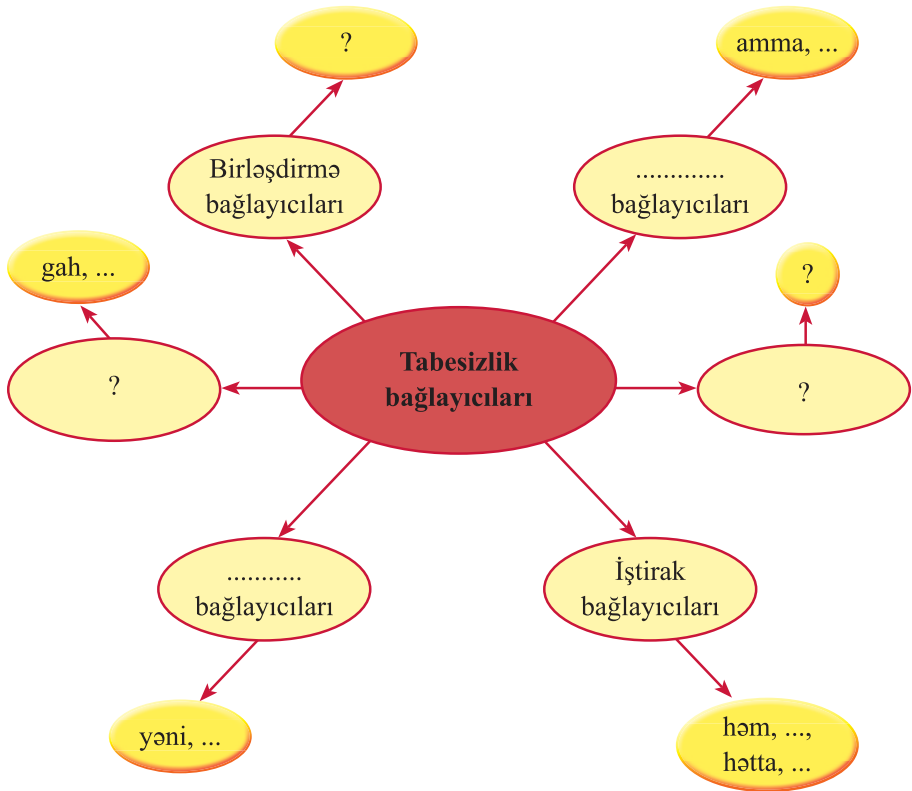 ?
amma, ...
Birləşdirmə
bağlayıcıları
.............
bağlayıcıları
gah, ...
?
?
Tabesizlik
bağlayıcıları
?
...........
bağlayıcıları
İştirak
bağlayıcıları
yəni, ...
həm, ...,
hətta, ...